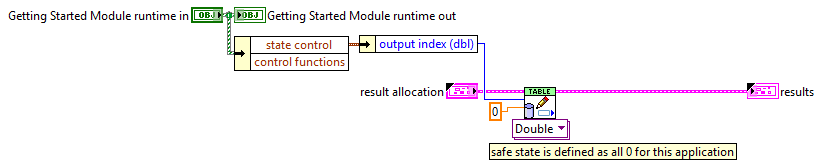 Getting Started Module runtime in
OBJ
OBJ
Getting Started Module runtime out
state control
control functions
output index (dbl)
result allocation
TABLE
results
0
Double
safe state is defined as all 0 for this application